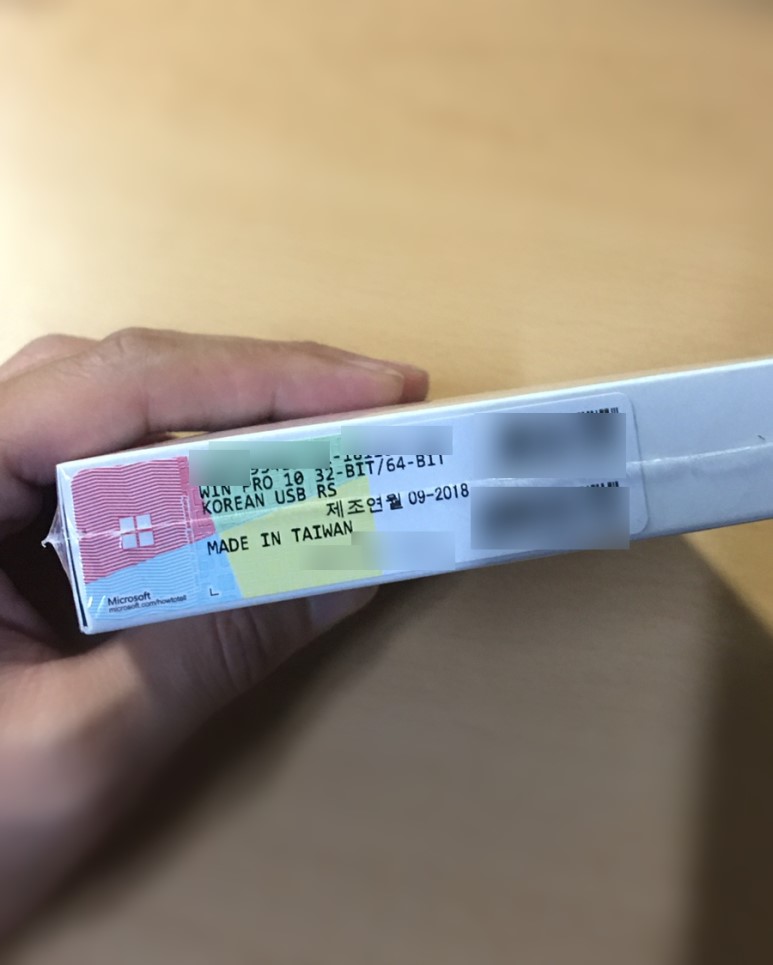 WIN PRO 10 32-BIT/64-BIT
KOREAN USB RS
제조연월 09-2018
MADE IN TAIWAN
Microsoft
microsoft.com/howtotell